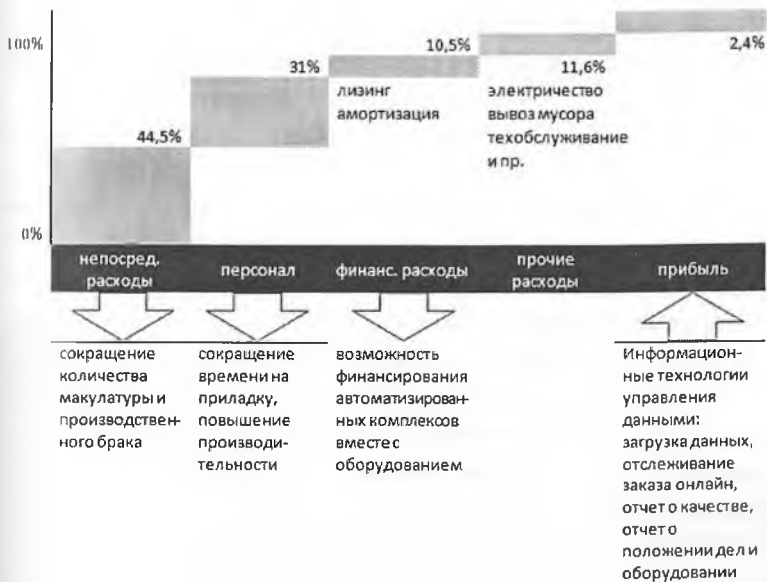 100%
0%
44,5%
31%
10,5%
лизинг
амортизация
11,6%
электричество
вывоз мусора
техобслуживание
и пр.
2,4%
непосред.
расходы
персонал
финанс. расходы
прочие
расходы
прибыль
сокращение
количества
макулатуры и
производствен-
ного брака
сокращение
времени на
приладку,
повышение
производи-
тельности
возможность
финансирования
автоматизирован-
ных комплексов
вместе с
оборудованием
Информацион-
ные технологии
управления
данными:
загрузка данных,
отслеживание
заказа онлайн,
отчет о качестве,
отчет о
положении дел и
оборудовании